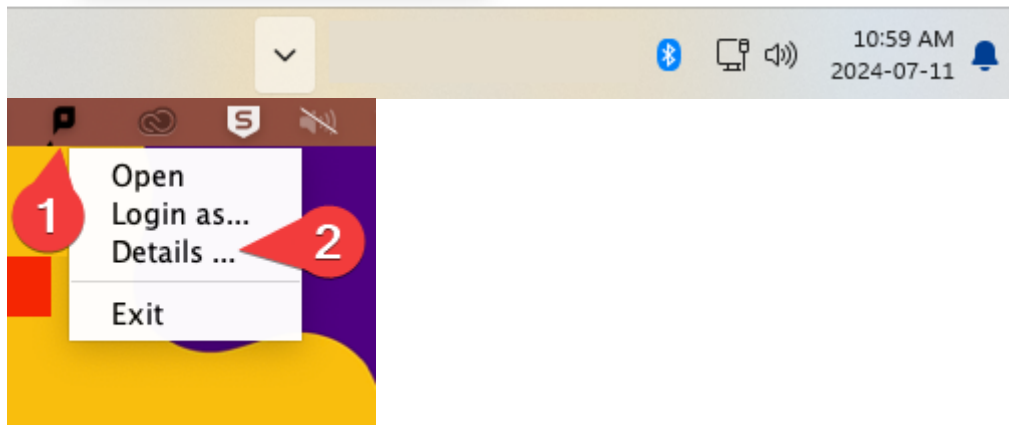 10:59 AM
2024-07-11
S
1
Open
Login as...
Details ...
2
Exit